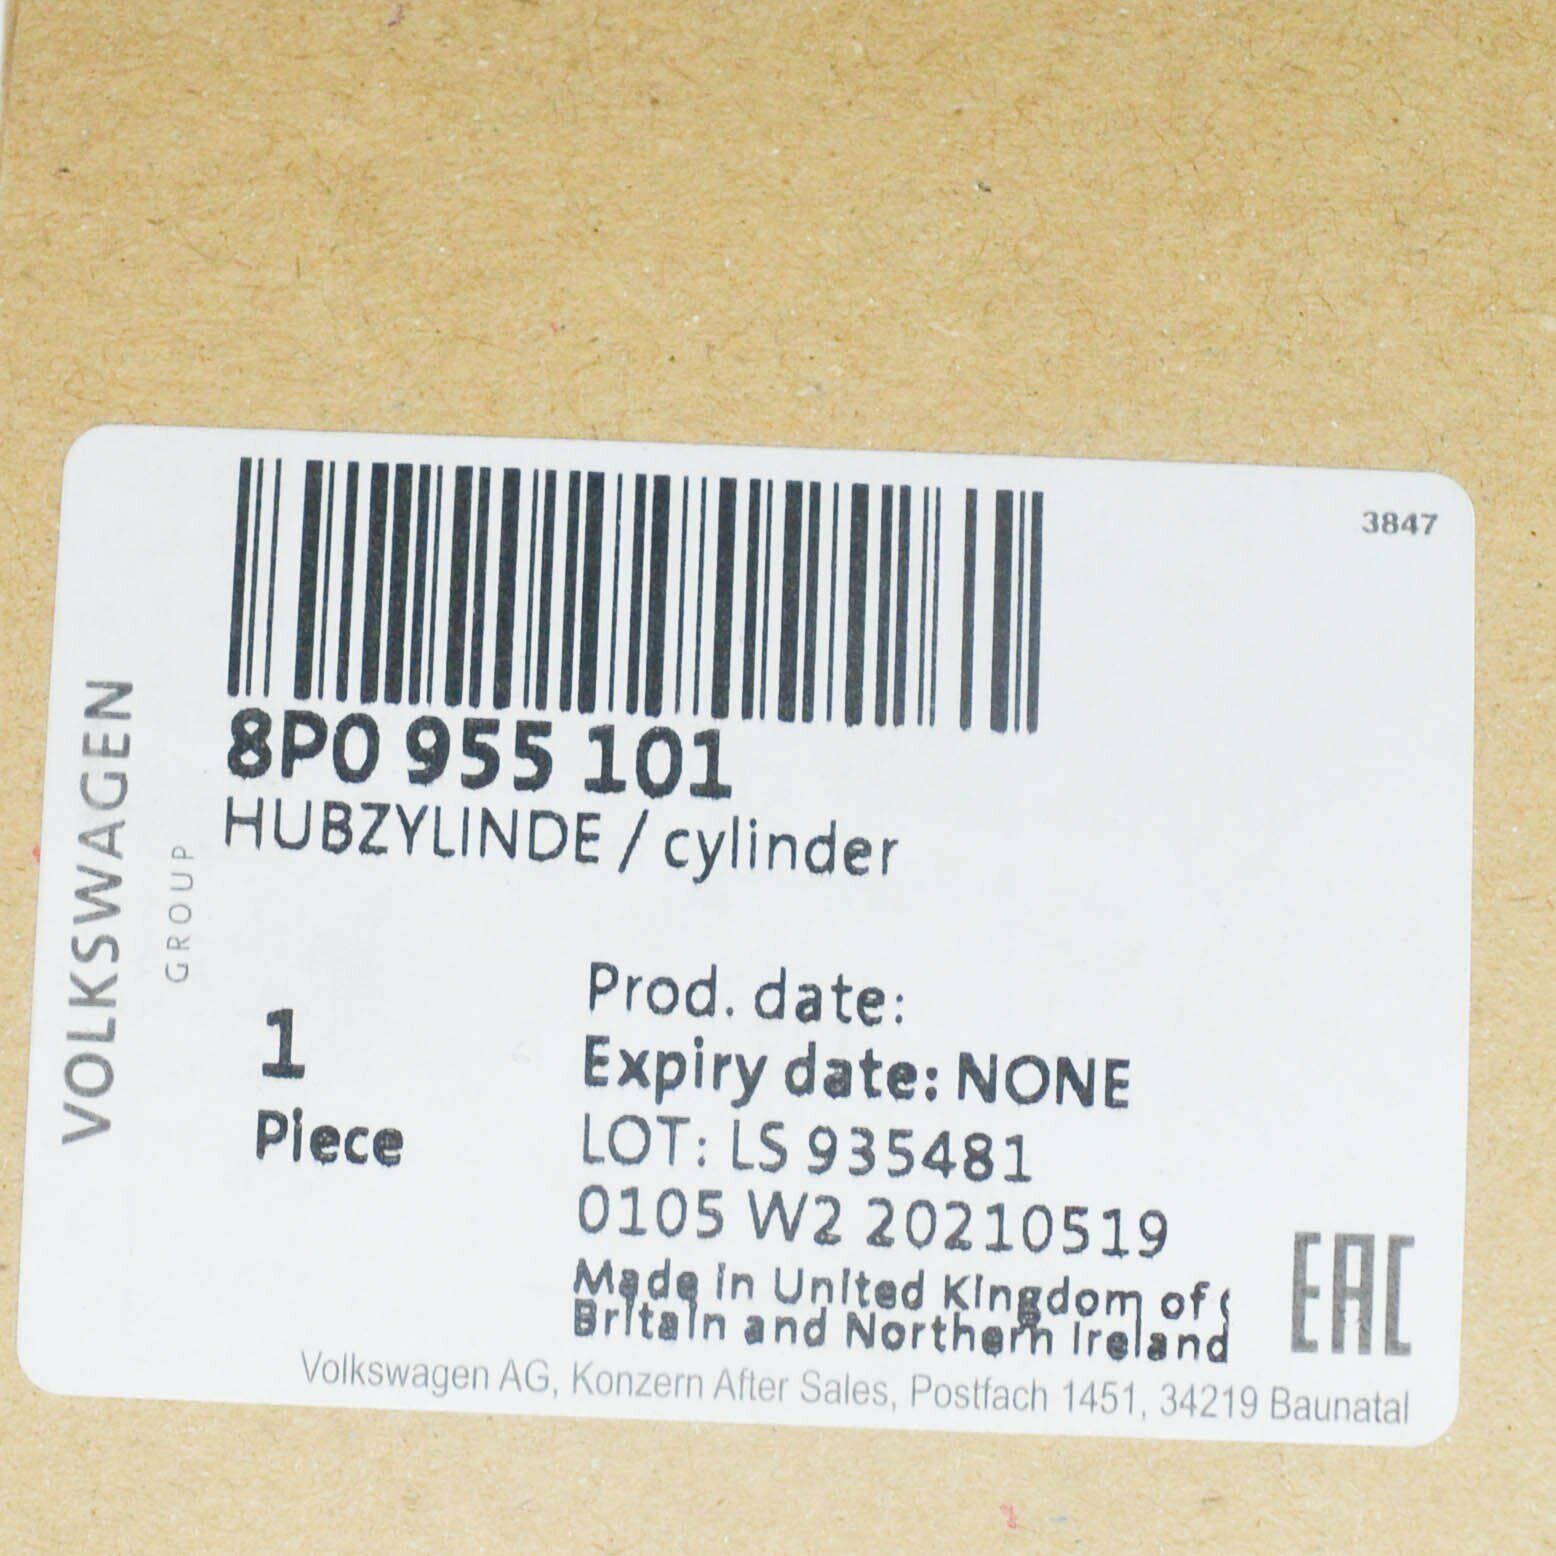 3847
8P0 955 101
HUBZYLINDE / cylinder
VOLKSWAGEN
GROUP
1
Piece
Prod. date:
Expiry date: NONE
LOT: LS 935481
0105 W2 20210519
Made in United Kingdom of
Britain and Northern Ireland
EAC
Volkswagen AG, Konzern After Sales, Postfach 1451, 34219 Baunatal